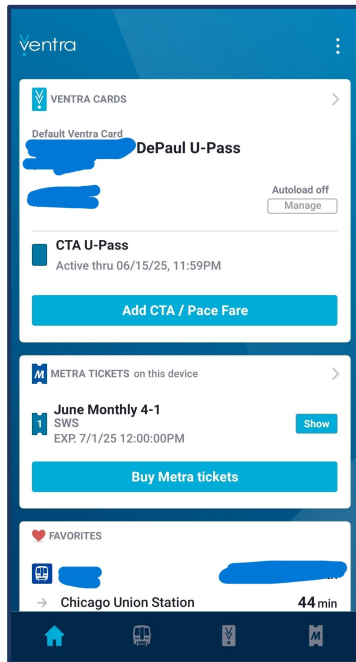 ventra
VENTRA CARDS
Default Ventra Card
DePaul U-Pass
Autoload off
Manage
CTA U-Pass
Active thru 06/15/25, 11:59PM
Add CTA / Pace Fare
METRA TICKETS on this device
June Monthly 4-1
1
SWS
Show
EXP. 7/1/25 12:00:00PM
Buy Metra tickets
FAVORITES
→ Chicago Union Station 44 min